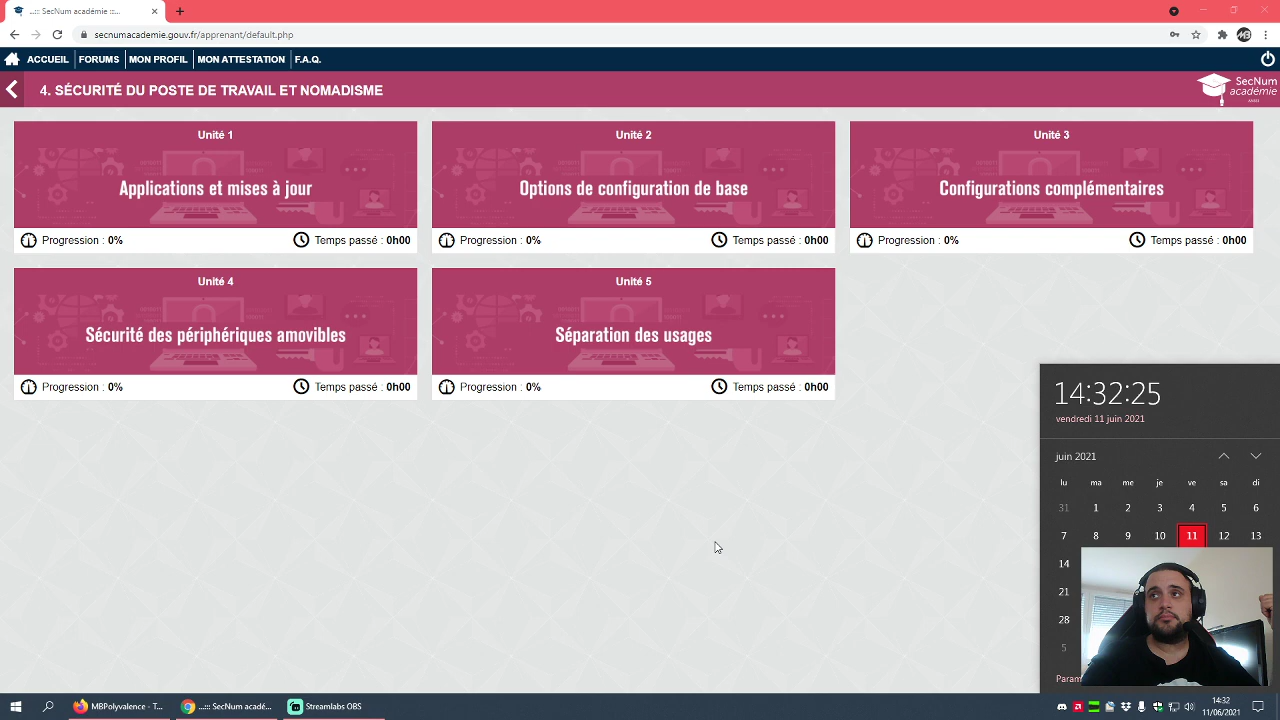 ..::: SecNum académie :::...
secnumacademie.gouv.fr/apprenant/default.php
ACCUEIL
FORUMS
MON PROFIL
MON ATTESTATION
F.A.Q.
4. SÉCURITÉ DU POSTE DE TRAVAIL ET NOMADISME
SecNum
académie
Unité 1
Applications et mises à jour
Progression : 0%
Temps passé : 0h00
Unité 2
Options de configuration de base
Progression : 0%
Temps passé : 0h00
Unité 3
Configurations complémentaires
Progression : 0%
Temps passé : 0h00
Unité 4
Sécurité des périphériques amovibles
Progression : 0%
Temps passé : 0h00
Unité 5
Séparation des usages
Progression : 0%
Temps passé : 0h00
14:32:25
vendredi 11 juin 2021
juin 2021
lu ma me je ve sa di
31 1 2 3 4 5 6
7 8 9 10 11 12 13
14
21
28
5
Param
MBPolyvalence - T...
..::: SecNum acadé...
Streamlabs OBS
14:32
11/06/2021